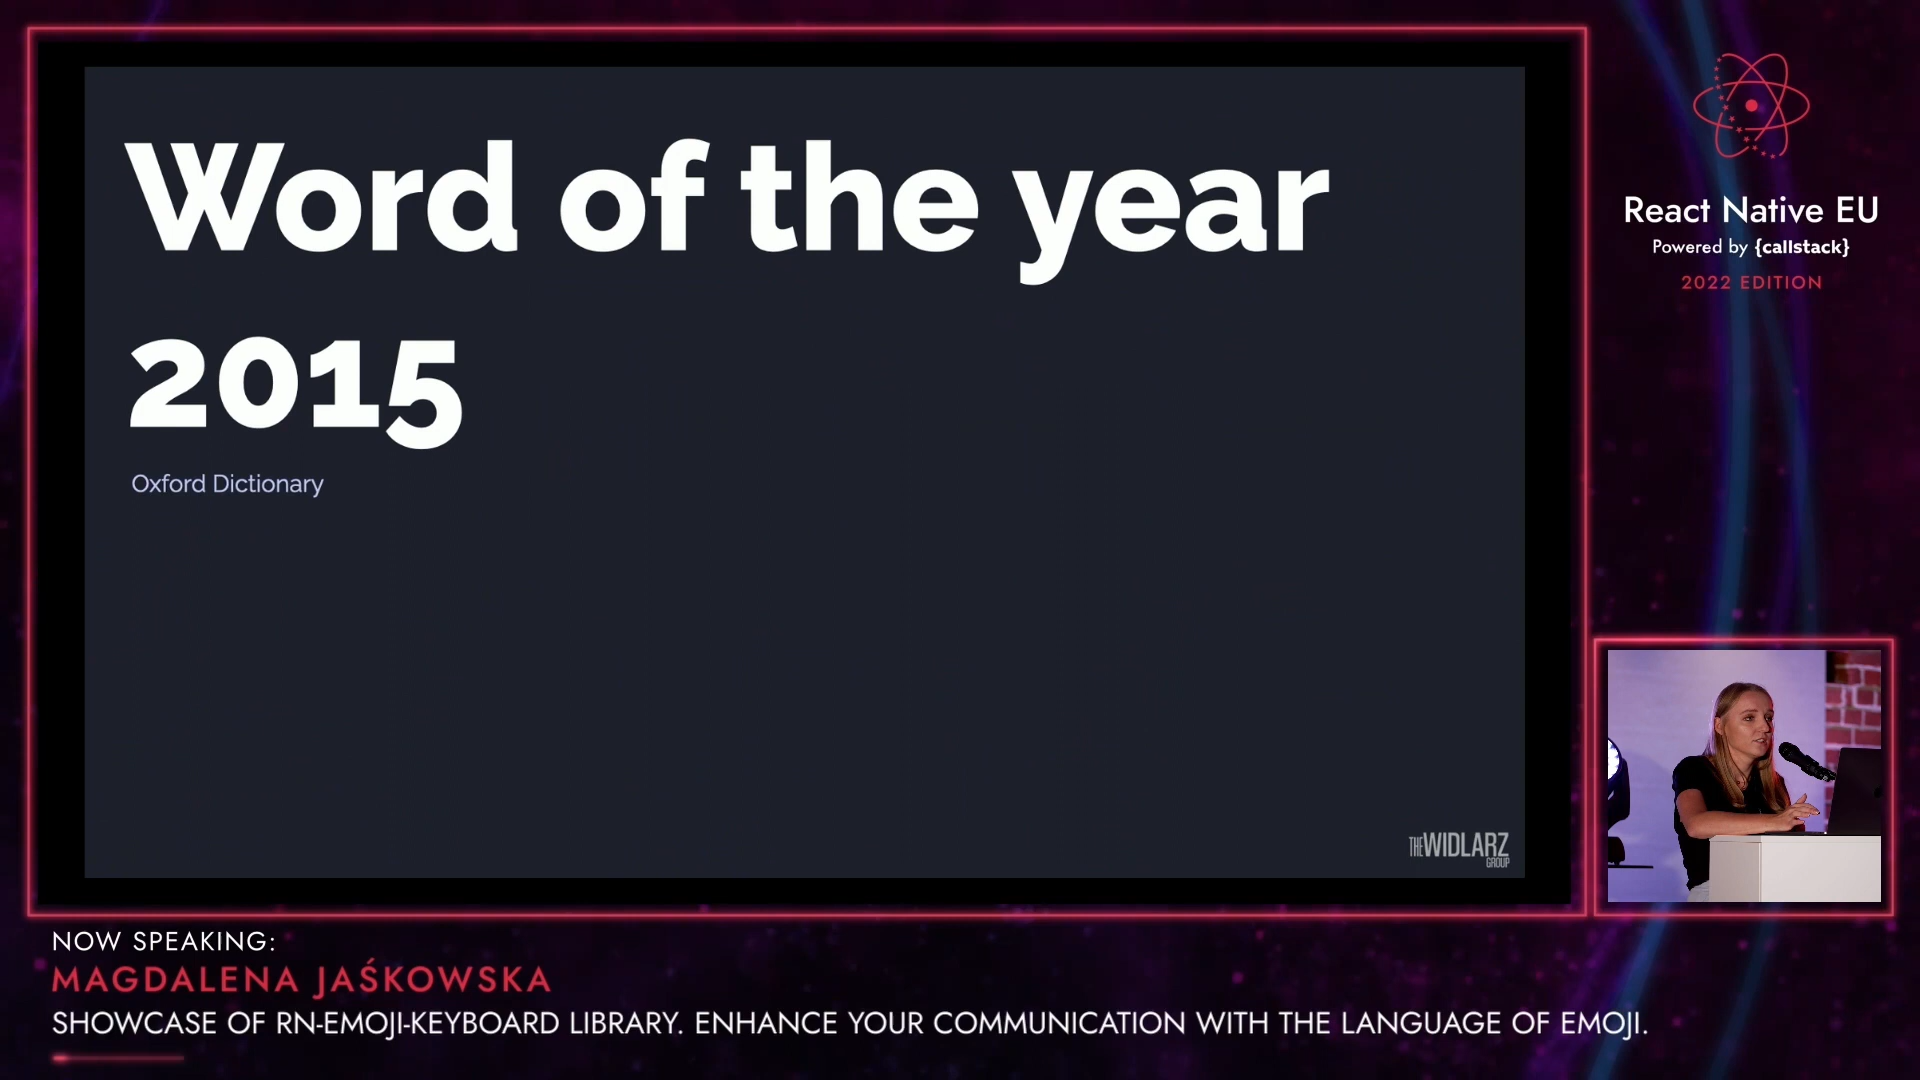 Word of the year
2015
Oxford Dictionary
THE WIDLARZ
GROUP
React Native EU
Powered by {callstack}
2022 EDITION
NOW SPEAKING:
MAGDALENA JAŚKOWSKA
SHOWCASE OF RN-EMOJI-KEYBOARD LIBRARY. ENHANCE YOUR COMMUNICATION WITH THE LANGUAGE OF EMOJI.